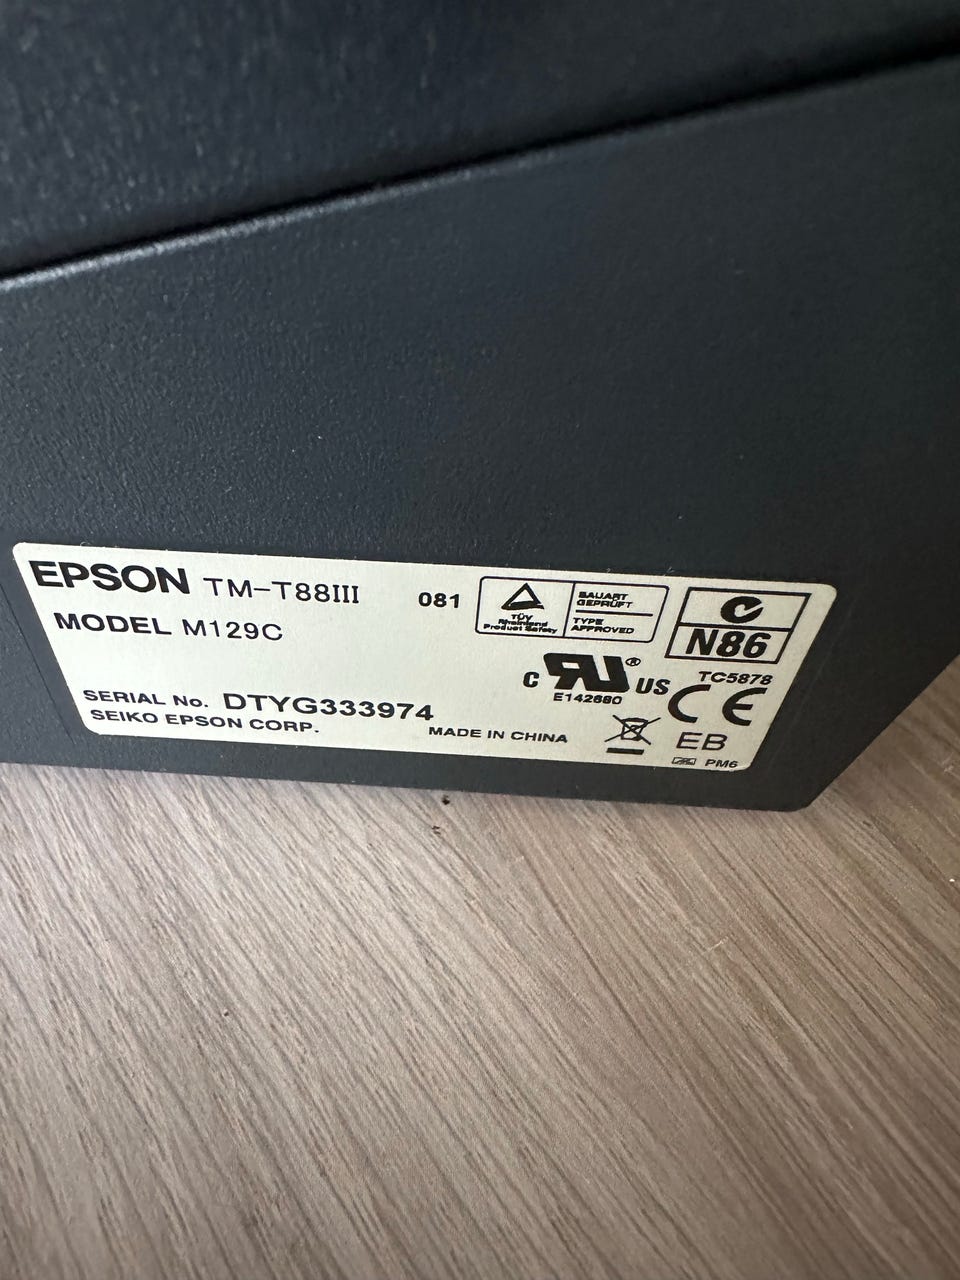 EPSON TM-T88III 081
MODEL M129C
SERIAL No. DTYG333974
SEIKO EPSON CORP.
MADE IN CHINA
TÜV
Rheinland
Product Safety
BAUART
GEPRÜFT
TYPE
APPROVED
N86
TC5878
C RU® US
E142680
CE
EB
PM6